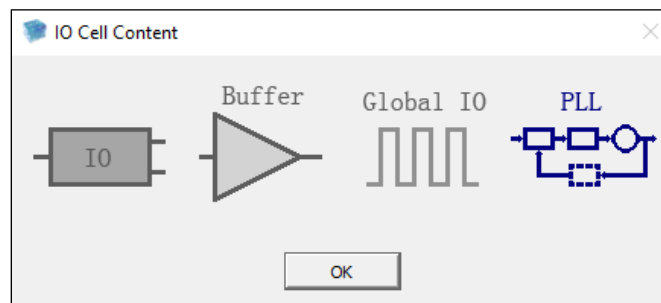 IO Cell Content
Buffer
Global IO
PLL
IO
OK